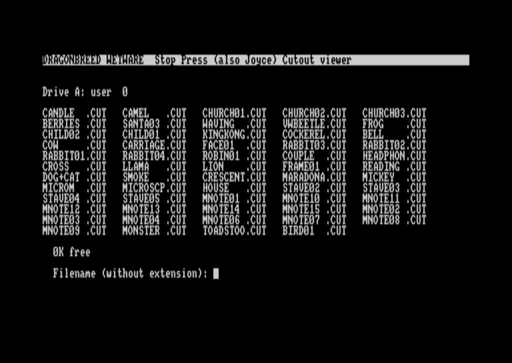 DRAGONBREED WETWARE  Stop Press (also Joyce) Cutout viewer
Drive A: user  0
CANDLE  .CUT  CAMEL   .CUT  CHURCH01.CUT  CHURCH02.CUT  CHURCH03.CUT
BERRIES .CUT  SANTA03 .CUT  WAVING  .CUT  VWBEETLE.CUT  FROG    .CUT
CHILD02 .CUT  CHILD01 .CUT  KINGKONG.CUT  COCKEREL.CUT  BELL    .CUT
COW     .CUT  CARRIAGE.CUT  FACE01  .CUT  RABBIT03.CUT  RABBIT02.CUT
RABBIT01.CUT  RABBIT04.CUT  ROBIN01 .CUT  COUPLE  .CUT  HEADPHON.CUT
CROSS   .CUT  LLAMA   .CUT  LION    .CUT  FRAME01 .CUT  READING .CUT
DOG+CAT .CUT  SMOKE   .CUT  CRESCENT.CUT  MARADONA.CUT  MICKEY  .CUT
MICROM  .CUT  MICROSCP.CUT  HOUSE   .CUT  STAVE02 .CUT  STAVE03 .CUT
STAVE04 .CUT  STAVE05 .CUT  MNOTE01 .CUT  MNOTE10 .CUT  MNOTE11 .CUT
MNOTE12 .CUT  MNOTE13 .CUT  MNOTE14 .CUT  MNOTE15 .CUT  MNOTE02 .CUT
MNOTE03 .CUT  MNOTE04 .CUT  MNOTE06 .CUT  MNOTE07 .CUT  MNOTE08 .CUT
MNOTE09 .CUT  MONSTER .CUT  TOADSTOO.CUT  BIRD01  .CUT
0K free
Filename (without extension):